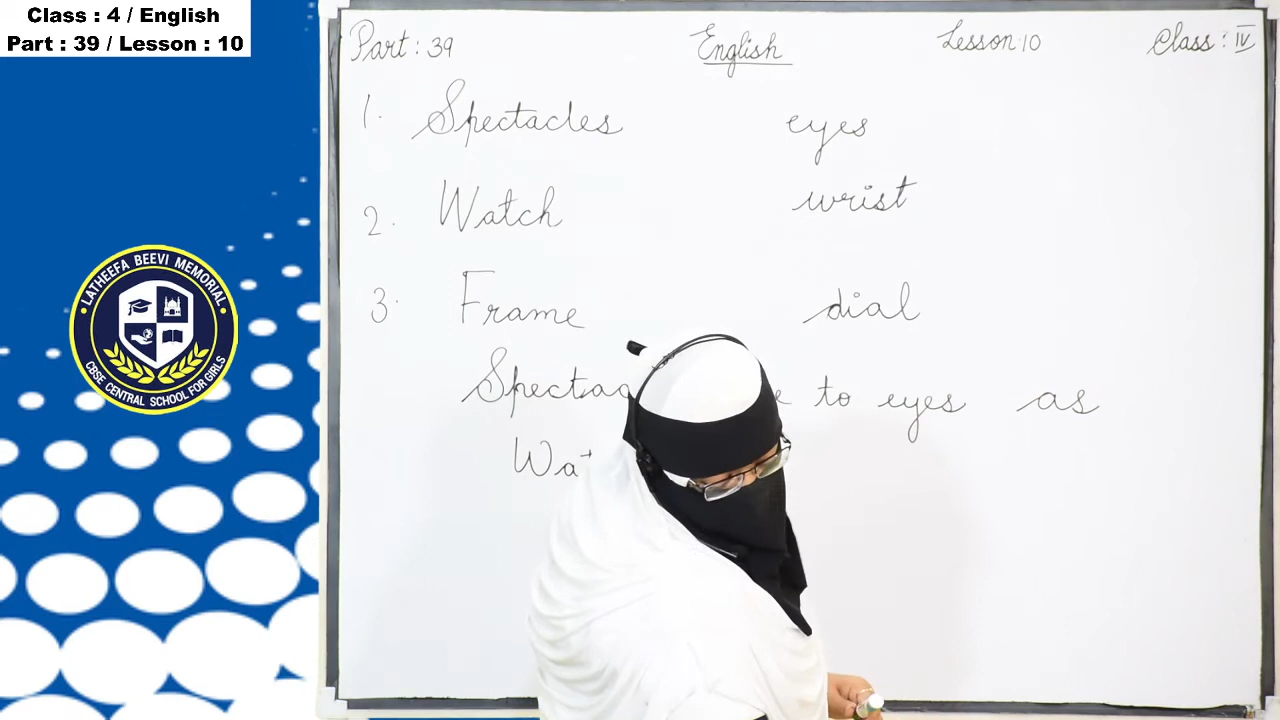 Class : 4 / English
Part : 39 / Lesson : 10
Part : 39 English Lesson 10 Class : IV
1. Spectacles eyes
2. Watch wrist
3. Frame dial
to eyes as
LATHEEFA BEEVI MEMORIAL
CBSE CENTRAL SCHOOL FOR GIRLS